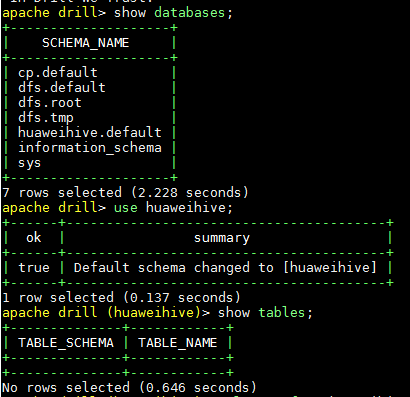 apache drill> show databases;
+---------------------+
|     SCHEMA_NAME     |
+---------------------+
| cp.default          |
| dfs.default         |
| dfs.root            |
| dfs.tmp             |
| huaweihive.default  |
| information_schema  |
| sys                 |
+---------------------+
7 rows selected (2.228 seconds)
apache drill> use huaweihive;
+------+-----------------------------------------+
|  ok  |                 summary                 |
+------+-----------------------------------------+
| true | Default schema changed to [huaweihive]  |
+------+-----------------------------------------+
1 row selected (0.137 seconds)
apache drill (huaweihive)> show tables;
+--------------+------------+
| TABLE_SCHEMA | TABLE_NAME |
+--------------+------------+
+--------------+------------+
No rows selected (0.646 seconds)